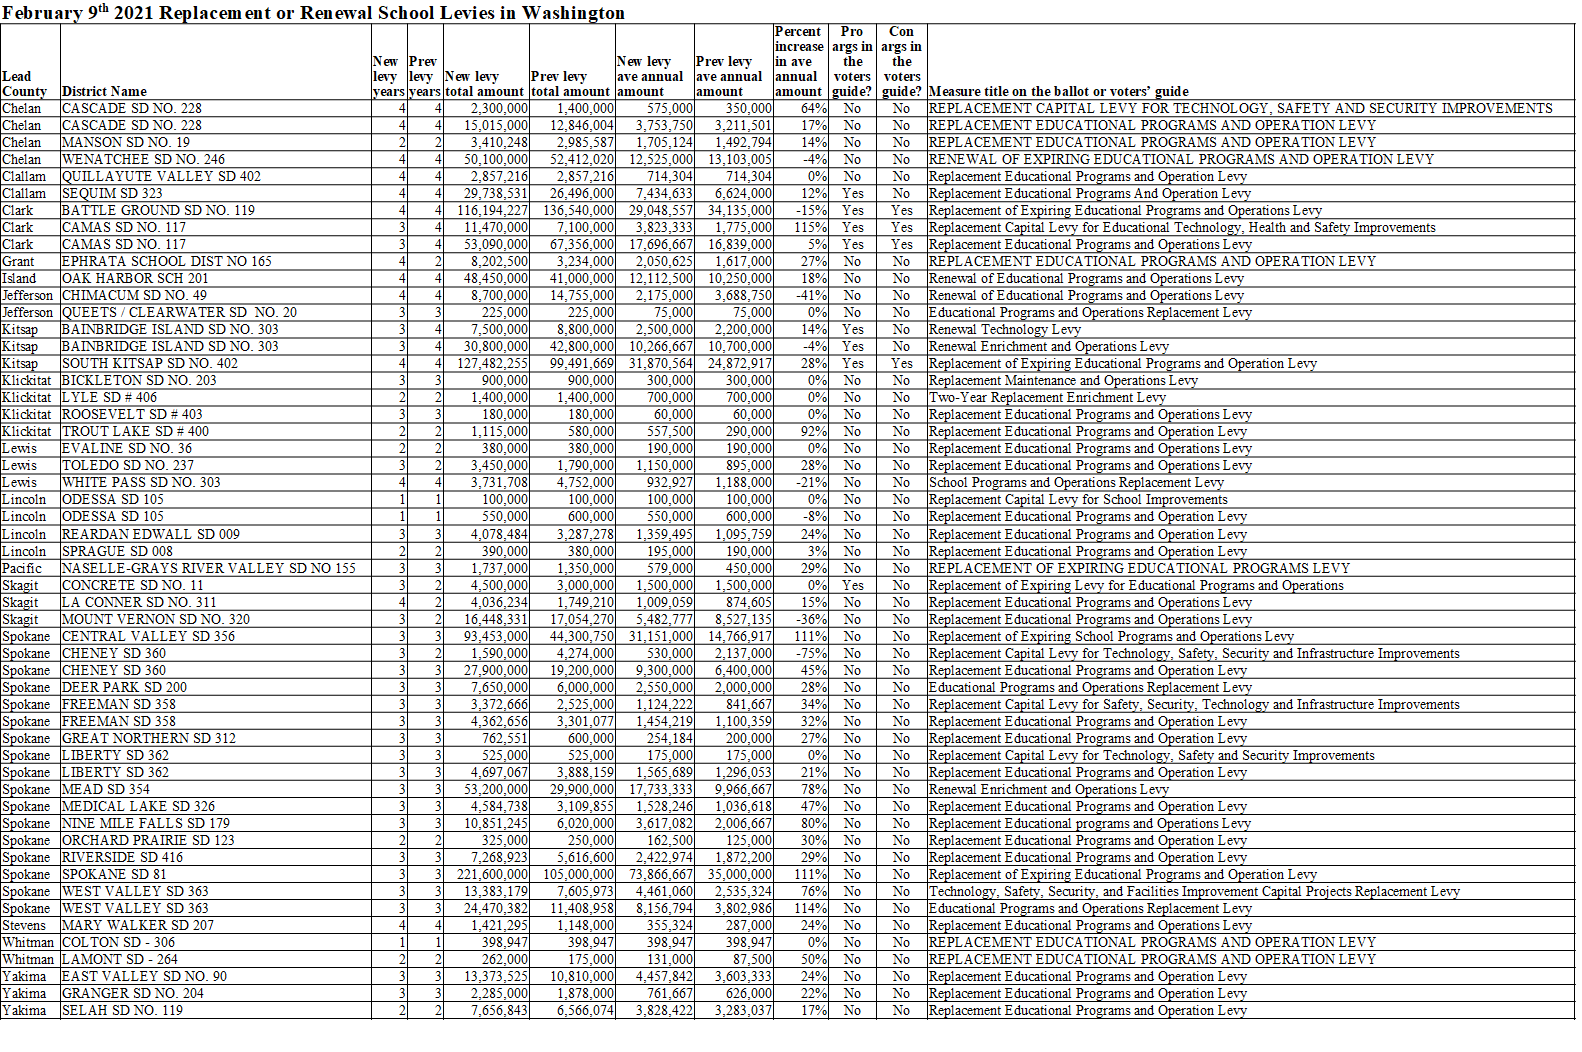 February 9th 2021 Replacement or Renewal School Levies in Washington
Lead County | District Name | New levy years | Prev levy years | New levy total amount | Prev levy total amount | New levy ave annual amount | Prev levy ave annual amount | Percent increase in ave annual amount | Pro args in the voters guide? | Con args in the voters guide? | Measure title on the ballot or voters’ guide
Chelan CASCADE SD NO. 228 4 4 2,300,000 1,400,000 575,000 350,000 64% No No REPLACEMENT CAPITAL LEVY FOR TECHNOLOGY, SAFETY AND SECURITY IMPROVEMENTS
Chelan CASCADE SD NO. 228 4 4 15,015,000 12,846,004 3,753,750 3,211,501 17% No No REPLACEMENT EDUCATIONAL PROGRAMS AND OPERATION LEVY
Chelan MANSON SD NO. 19 2 2 3,410,248 2,985,587 1,705,124 1,492,794 14% No No REPLACEMENT EDUCATIONAL PROGRAMS AND OPERATION LEVY
Chelan WENATCHEE SD NO. 246 4 4 50,100,000 52,412,020 12,525,000 13,103,005 -4% No No RENEWAL OF EXPIRING EDUCATIONAL PROGRAMS AND OPERATION LEVY
Clallam QUILLAYUTE VALLEY SD 402 4 4 2,857,216 2,857,216 714,304 714,304 0% No No Replacement Educational Programs and Operation Levy
Clallam SEQUIM SD 323 4 4 29,738,531 26,496,000 7,434,633 6,624,000 12% Yes No Replacement Educational Programs And Operation Levy
Clark BATTLE GROUND SD NO. 119 4 4 116,194,227 136,540,000 29,048,557 34,135,000 -15% Yes Yes Replacement of Expiring Educational Programs and Operations Levy
Clark CAMAS SD NO. 117 3 4 11,470,000 7,100,000 3,823,333 1,775,000 115% Yes Yes Replacement Capital Levy for Educational Technology, Health and Safety Improvements
Clark CAMAS SD NO. 117 3 4 53,090,000 67,356,000 17,696,667 16,839,000 5% Yes Yes Replacement Educational Programs and Operations Levy
Grant EPHRATA SCHOOL DIST NO 165 4 2 8,202,500 3,234,000 2,050,625 1,617,000 27% No No REPLACEMENT EDUCATIONAL PROGRAMS AND OPERATION LEVY
Island OAK HARBOR SCH 201 4 4 48,450,000 41,000,000 12,112,500 10,250,000 18% No No Renewal of Educational Programs and Operations Levy
Jefferson CHIMACUM SD NO. 49 4 4 8,700,000 14,755,000 2,175,000 3,688,750 -41% No No Renewal of Educational Programs and Operations Levy
Jefferson QUEETS / CLEARWATER SD NO. 20 3 3 225,000 225,000 75,000 75,000 0% No No Educational Programs and Operations Replacement Levy
Kitsap BAINBRIDGE ISLAND SD NO. 303 3 4 7,500,000 8,800,000 2,500,000 2,200,000 14% Yes No Renewal Technology Levy
Kitsap BAINBRIDGE ISLAND SD NO. 303 3 4 30,800,000 42,800,000 10,266,667 10,700,000 -4% Yes No Renewal Enrichment and Operations Levy
Kitsap SOUTH KITSAP SD NO. 402 4 4 127,482,255 99,491,669 31,870,564 24,872,917 28% Yes Yes Replacement of Expiring Educational Programs and Operation Levy
Klickitat BICKLETON SD NO. 203 3 3 900,000 900,000 300,000 300,000 0% No No Replacement Maintenance and Operations Levy
Klickitat LYLE SD # 406 2 2 1,400,000 1,400,000 700,000 700,000 0% No No Two-Year Replacement Enrichment Levy
Klickitat ROOSEVELT SD # 403 3 3 180,000 180,000 60,000 60,000 0% No No Replacement Educational Programs and Operations Levy
Klickitat TROUT LAKE SD # 400 2 2 1,115,000 580,000 557,500 290,000 92% No No Replacement Educational Programs and Operation Levy
Lewis EVALINE SD NO. 36 2 2 380,000 380,000 190,000 190,000 0% No No Replacement Educational Programs and Operations Levy
Lewis TOLEDO SD NO. 237 3 2 3,450,000 1,790,000 1,150,000 895,000 28% No No Replacement Educational Programs and Operations Levy
Lewis WHITE PASS SD NO. 303 4 4 3,731,708 4,752,000 932,927 1,188,000 -21% No No School Programs and Operations Replacement Levy
Lincoln ODESSA SD 105 1 1 100,000 100,000 100,000 100,000 0% No No Replacement Capital Levy for School Improvements
Lincoln ODESSA SD 105 1 1 550,000 600,000 550,000 600,000 -8% No No Replacement Educational Programs and Operation Levy
Lincoln REARDAN EDWALL SD 009 3 3 4,078,484 3,287,278 1,359,495 1,095,759 24% No No Replacement Educational Programs and Operation Levy
Lincoln SPRAGUE SD 008 2 2 390,000 380,000 195,000 190,000 3% No No Replacement Educational Programs and Operation Levy
Pacific NASELLE-GRAYS RIVER VALLEY SD NO 155 3 3 1,737,000 1,350,000 579,000 450,000 29% No No REPLACEMENT OF EXPIRING EDUCATIONAL PROGRAMS LEVY
Skagit CONCRETE SD NO. 11 3 2 4,500,000 3,000,000 1,500,000 1,500,000 0% Yes No Replacement of Expiring Levy for Educational Programs and Operations
Skagit LA CONNER SD NO. 311 4 2 4,036,234 1,749,210 1,009,059 874,605 15% No No Replacement Educational Programs and Operations Levy
Skagit MOUNT VERNON SD NO. 320 3 2 16,448,331 17,054,270 5,482,777 8,527,135 -36% No No Replacement Educational Programs and Operations Levy
Spokane CENTRAL VALLEY SD 356 3 3 93,453,000 44,300,750 31,151,000 14,766,917 111% No No Replacement of Expiring School Programs and Operations Levy
Spokane CHENEY SD 360 3 2 1,590,000 4,274,000 530,000 2,137,000 -75% No No Replacement Capital Levy for Technology, Safety, Security and Infrastructure Improvements
Spokane CHENEY SD 360 3 3 27,900,000 19,200,000 9,300,000 6,400,000 45% No No Replacement Educational Programs and Operation Levy
Spokane DEER PARK SD 200 3 3 7,650,000 6,000,000 2,550,000 2,000,000 28% No No Educational Programs and Operations Replacement Levy
Spokane FREEMAN SD 358 3 3 3,372,666 2,525,000 1,124,222 841,667 34% No No Replacement Capital Levy for Safety, Security, Technology and Infrastructure Improvements
Spokane FREEMAN SD 358 3 3 4,362,656 3,301,077 1,454,219 1,100,359 32% No No Replacement Educational Programs and Operation Levy
Spokane GREAT NORTHERN SD 312 3 3 762,551 600,000 254,184 200,000 27% No No Replacement Educational Programs and Operation Levy
Spokane LIBERTY SD 362 3 3 525,000 525,000 175,000 175,000 0% No No Replacement Capital Levy for Technology, Safety and Security Improvements
Spokane LIBERTY SD 362 3 3 4,697,067 3,888,159 1,565,689 1,296,053 21% No No Replacement Educational Programs and Operation Levy
Spokane MEAD SD 354 3 3 53,200,000 29,900,000 17,733,333 9,966,667 78% No No Renewal Enrichment and Operations Levy
Spokane MEDICAL LAKE SD 326 3 3 4,584,738 3,109,855 1,528,246 1,036,618 47% No No Replacement Educational Programs and Operation Levy
Spokane NINE MILE FALLS SD 179 3 3 10,851,245 6,020,000 3,617,082 2,006,667 80% No No Replacement Educational programs and Operations Levy
Spokane ORCHARD PRAIRIE SD 123 2 2 325,000 250,000 162,500 125,000 30% No No Replacement Educational Programs and Operation Levy
Spokane RIVERSIDE SD 416 3 3 7,268,923 5,616,600 2,422,974 1,872,200 29% No No Replacement Educational Programs and Operation Levy
Spokane SPOKANE SD 81 3 3 221,600,000 105,000,000 73,866,667 35,000,000 111% No No Replacement of Expiring Educational Programs and Operation Levy
Spokane WEST VALLEY SD 363 3 3 13,383,179 7,605,973 4,461,060 2,535,324 76% No No Technology, Safety, Security, and Facilities Improvement Capital Projects Replacement Levy
Spokane WEST VALLEY SD 363 3 3 24,470,382 11,408,958 8,156,794 3,802,986 114% No No Educational Programs and Operations Replacement Levy
Stevens MARY WALKER SD 207 4 4 1,421,295 1,148,000 355,324 287,000 24% No No Replacement Educational Programs and Operation Levy
Whitman COLTON SD - 306 1 1 398,947 398,947 398,947 398,947 0% No No REPLACEMENT EDUCATIONAL PROGRAMS AND OPERATION LEVY
Whitman LAMONT SD - 264 2 2 262,000 175,000 131,000 87,500 50% No No REPLACEMENT EDUCATIONAL PROGRAMS AND OPERATION LEVY
Yakima EAST VALLEY SD NO. 90 3 3 13,373,525 10,810,000 4,457,842 3,603,333 24% No No Replacement Educational Programs and Operation Levy
Yakima GRANGER SD NO. 204 3 3 2,285,000 1,878,000 761,667 626,000 22% No No Replacement Educational Programs and Operation Levy
Yakima SELAH SD NO. 119 2 2 7,656,843 6,566,074 3,828,422 3,283,037 17% No No Replacement Educational Programs and Operation Levy